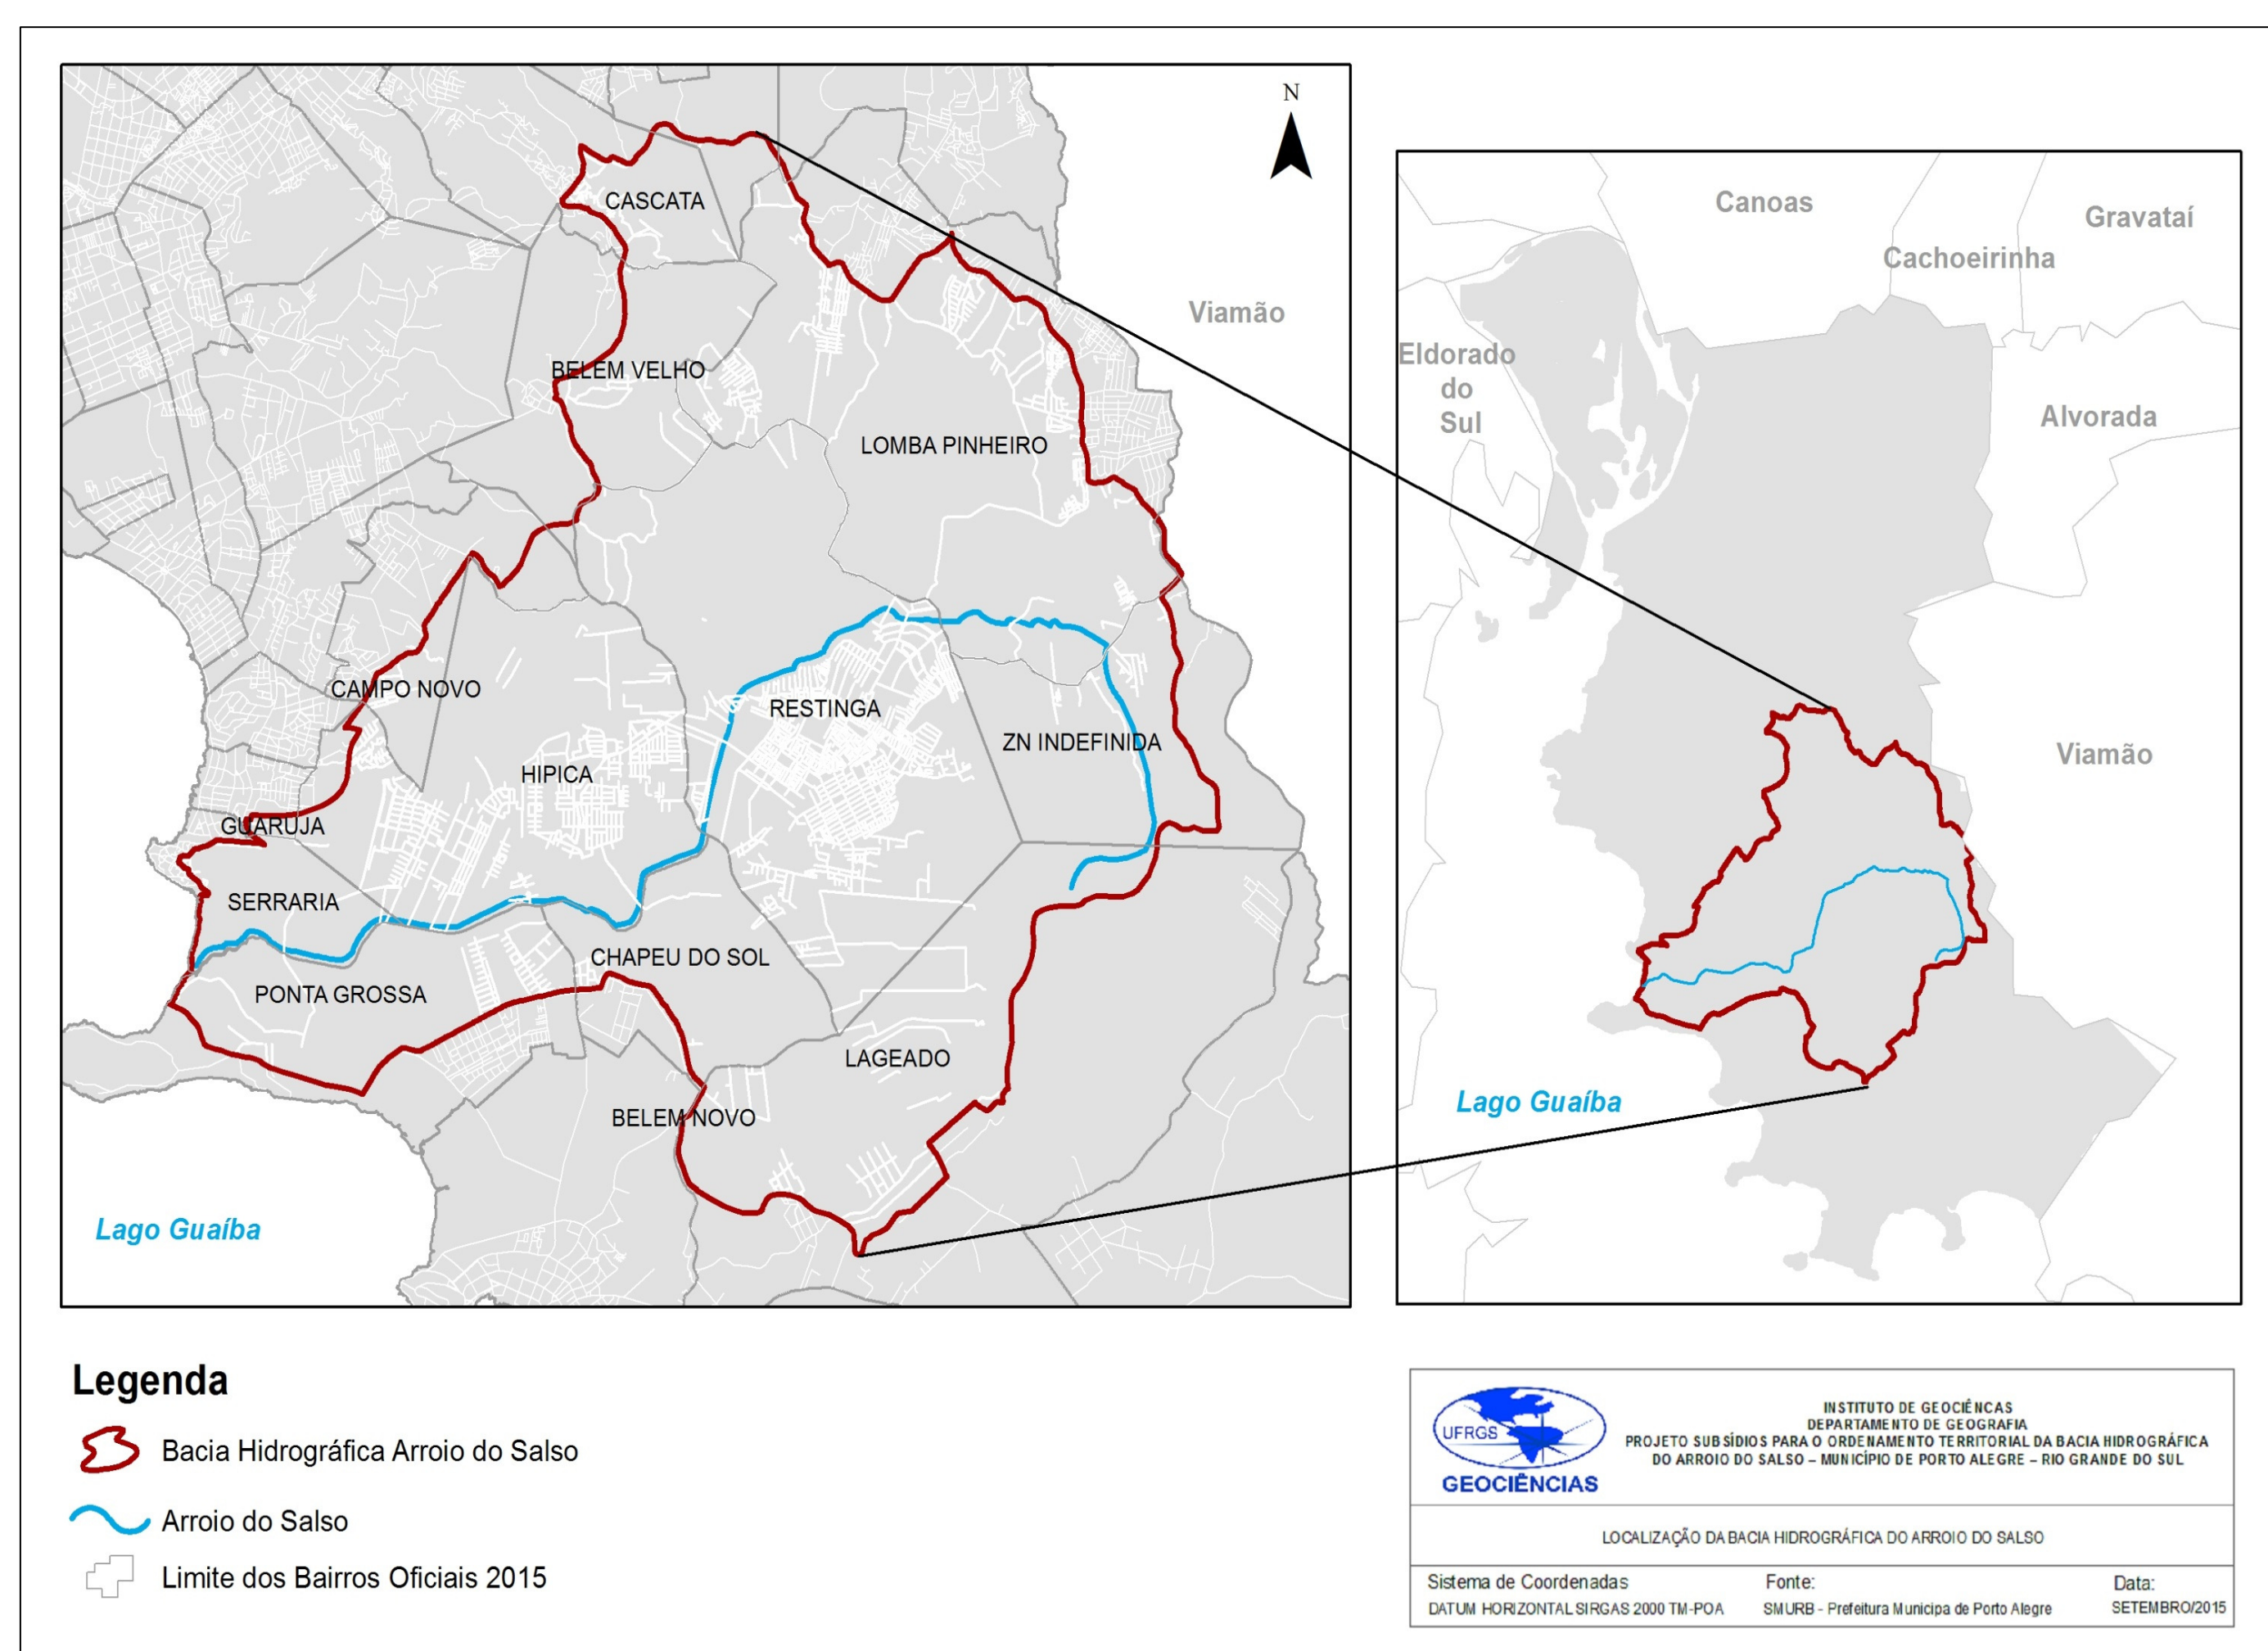 N
CASCATA
Viamão
BELEM VELHO
LOMBA PINHEIRO
CAMPO NOVO
RESTINGA
ZN INDEFINIDA
HIPICA
GUARUJA
SERRARIA
CHAPEU DO SOL
PONTA GROSSA
LAGEADO
BELEM NOVO
Lago Guaíba
Canoas
Gravataí
Cachoeirinha
Eldorado
do
Sul
Alvorada
Viamão
Lago Guaíba
Legenda
Bacia Hidrográfica Arroio do Salso
Arroio do Salso
Limite dos Bairros Oficiais 2015
UFRGS
GEOCIÊNCIAS
INSTITUTO DE GEOCIÊNCAS
DEPARTAMENTO DE GEOGRAFIA
PROJETO SUBSÍDIOS PARA O ORDENAMENTO TERRITORIAL DA BACIA HIDROGRÁFICA
DO ARROIO DO SALSO – MUNICÍPIO DE PORTO ALEGRE – RIO GRANDE DO SUL
LOCALIZAÇÃO DA BACIA HIDROGRÁFICA DO ARROIO DO SALSO
Sistema de Coordenadas
DATUM HORIZONTAL SIRGAS 2000 TM-POA
Fonte:
SMURB - Prefeitura Municipa de Porto Alegre
Data:
SETEMBRO/2015